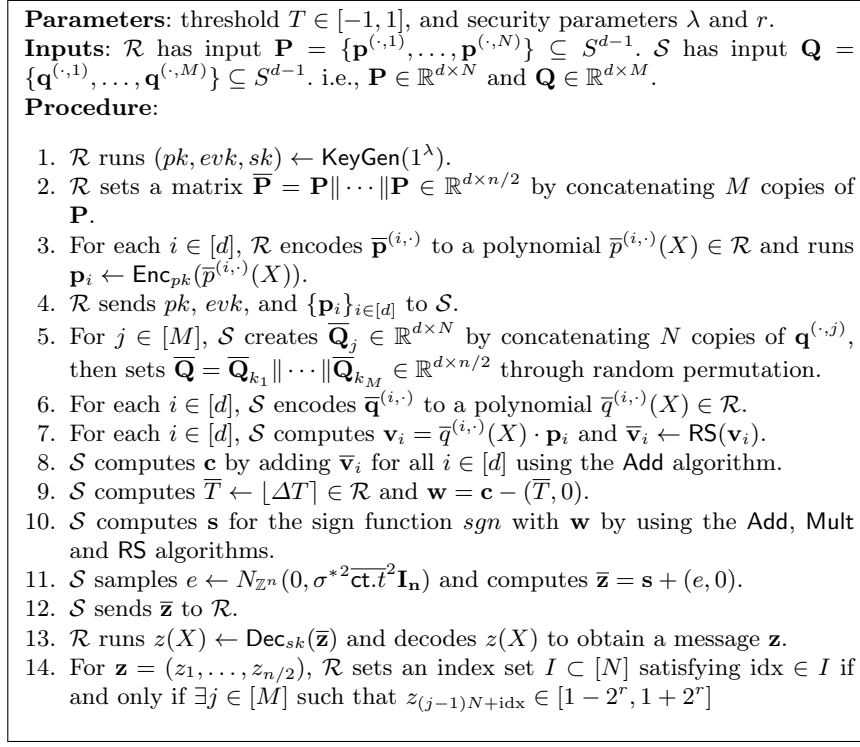 Parameters: threshold T ∈ [−1, 1], and security parameters λ and r.
Inputs: ℛ has input P = {p^(·,1), . . . , p^(·,N)} ⊆ S^{d−1}. 𝒮 has input Q =
{q^(·,1), . . . , q^(·,M)} ⊆ S^{d−1}. i.e., P ∈ ℝ^{d×N} and Q ∈ ℝ^{d×M}.
Procedure:
1. ℛ runs (pk, evk, sk) ← KeyGen(1^λ).
2. ℛ sets a matrix P̅ = P‖ · · · ‖P ∈ ℝ^{d×n/2} by concatenating M copies of
P.
3. For each i ∈ [d], ℛ encodes p̅^(i,·) to a polynomial p̅^(i,·)(X) ∈ ℛ and runs
p_i ← Enc_{pk}(p̅^(i,·)(X)).
4. ℛ sends pk, evk, and {p_i}_{i∈[d]} to 𝒮.
5. For j ∈ [M], 𝒮 creates Q̅_j ∈ ℝ^{d×N} by concatenating N copies of q^(·,j),
then sets Q̅ = Q̅_{k_1}‖ · · · ‖Q̅_{k_M} ∈ ℝ^{d×n/2} through random permutation.
6. For each i ∈ [d], 𝒮 encodes q̅^(i,·) to a polynomial q̅^(i,·)(X) ∈ ℛ.
7. For each i ∈ [d], 𝒮 computes v_i = q̅^(i,·)(X) · p_i and v̅_i ← RS(v_i).
8. 𝒮 computes c by adding v̅_i for all i ∈ [d] using the Add algorithm.
9. 𝒮 computes T̅ ← ⌊ΔT⌉ ∈ ℛ and w = c − (T̅, 0).
10. 𝒮 computes s for the sign function sgn with w by using the Add, Mult
and RS algorithms.
11. 𝒮 samples e ← N_{ℤ^n}(0, σ^{*2}\overline{ct.t}^2 I_n) and computes z̅ = s + (e, 0).
12. 𝒮 sends z̅ to ℛ.
13. ℛ runs z(X) ← Dec_{sk}(z̅) and decodes z(X) to obtain a message z.
14. For z = (z_1, . . . , z_{n/2}), ℛ sets an index set I ⊂ [N] satisfying idx ∈ I if
and only if ∃j ∈ [M] such that z_{(j−1)N+idx} ∈ [1 − 2^r, 1 + 2^r]